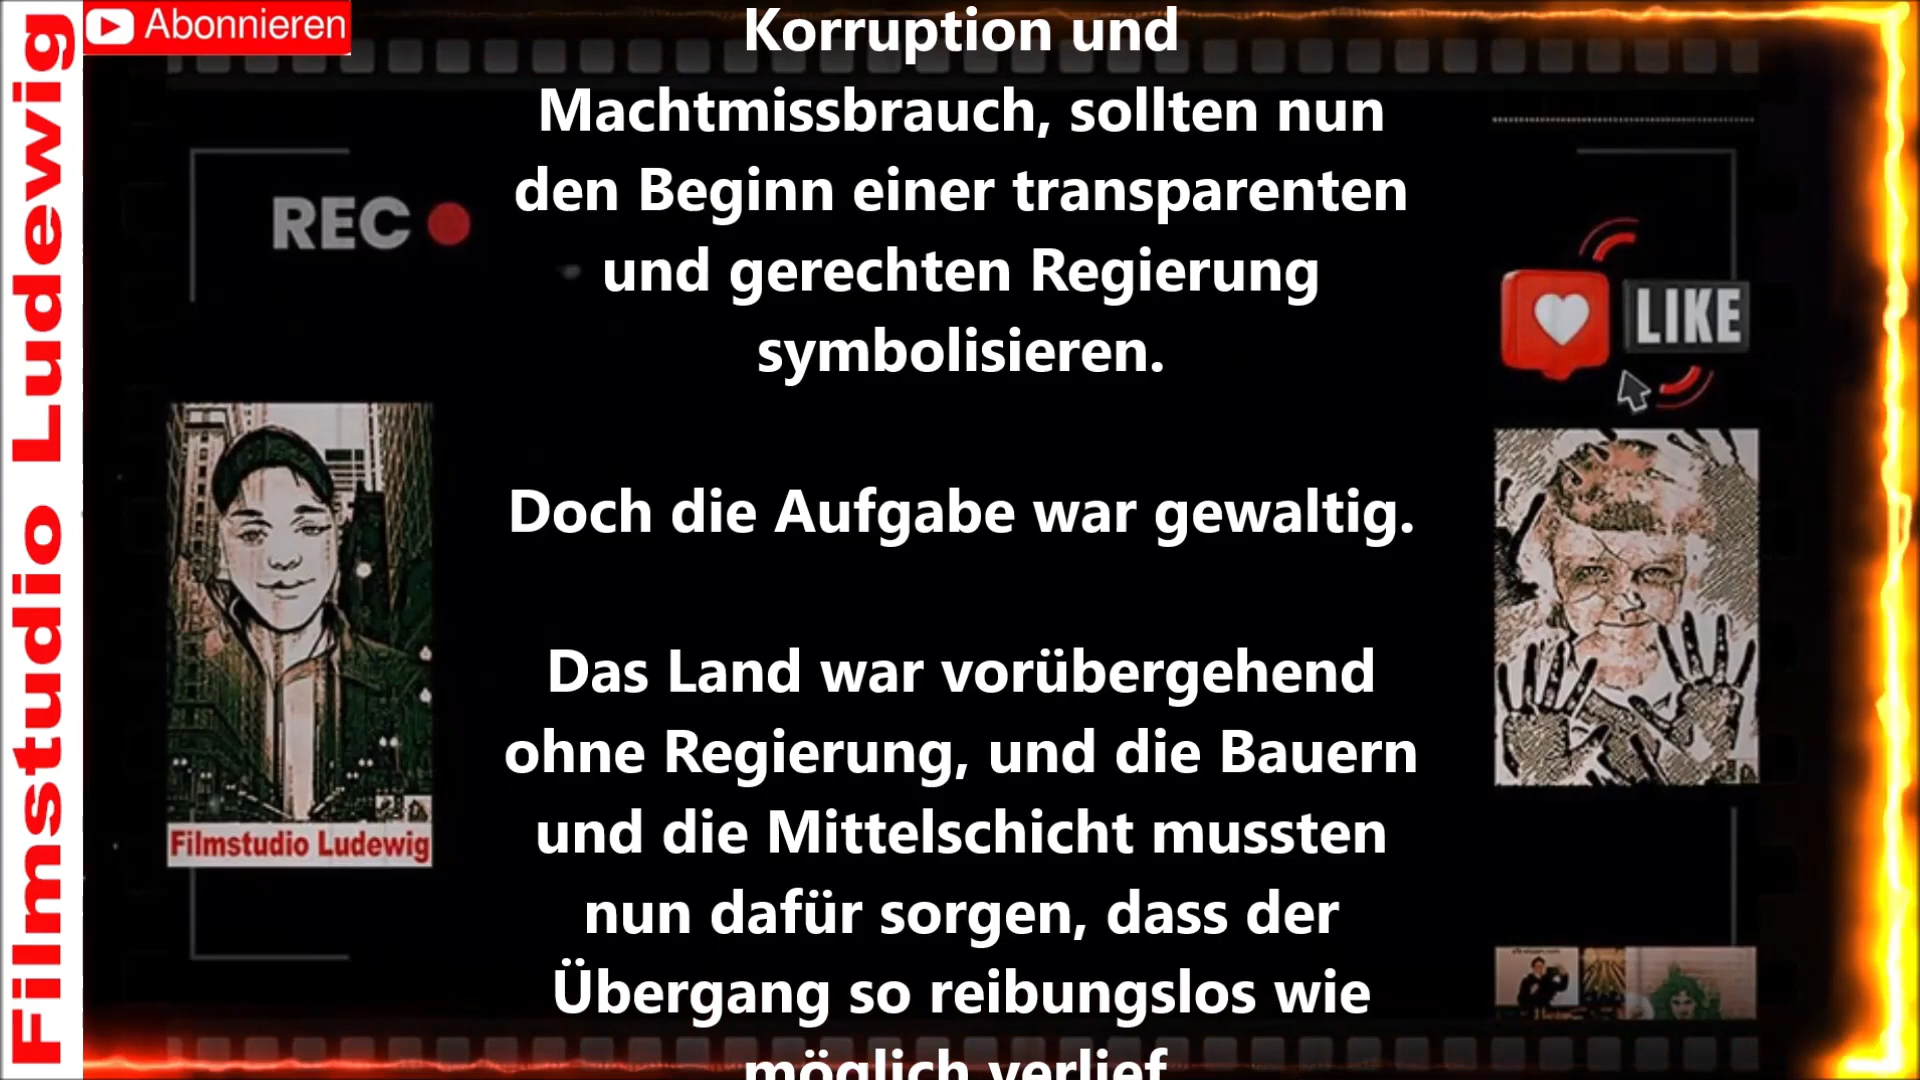 Filmstudio Ludewig
Abonnieren
REC
Korruption und
Machtmissbrauch, sollten nun
den Beginn einer transparenten
und gerechten Regierung
symbolisieren.
Doch die Aufgabe war gewaltig.
Das Land war vorübergehend
ohne Regierung, und die Bauern
und die Mittelschicht mussten
nun dafür sorgen, dass der
Übergang so reibungslos wie
möglich verlief
LIKE
Filmstudio Ludewig